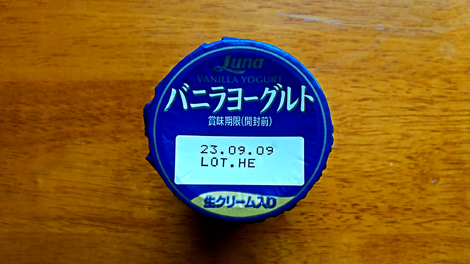 Luna
VANILLA YOGURT
バニラヨーグルト
賞味期限(開封前)
23.09.09
LOT.HE
生クリーム入り